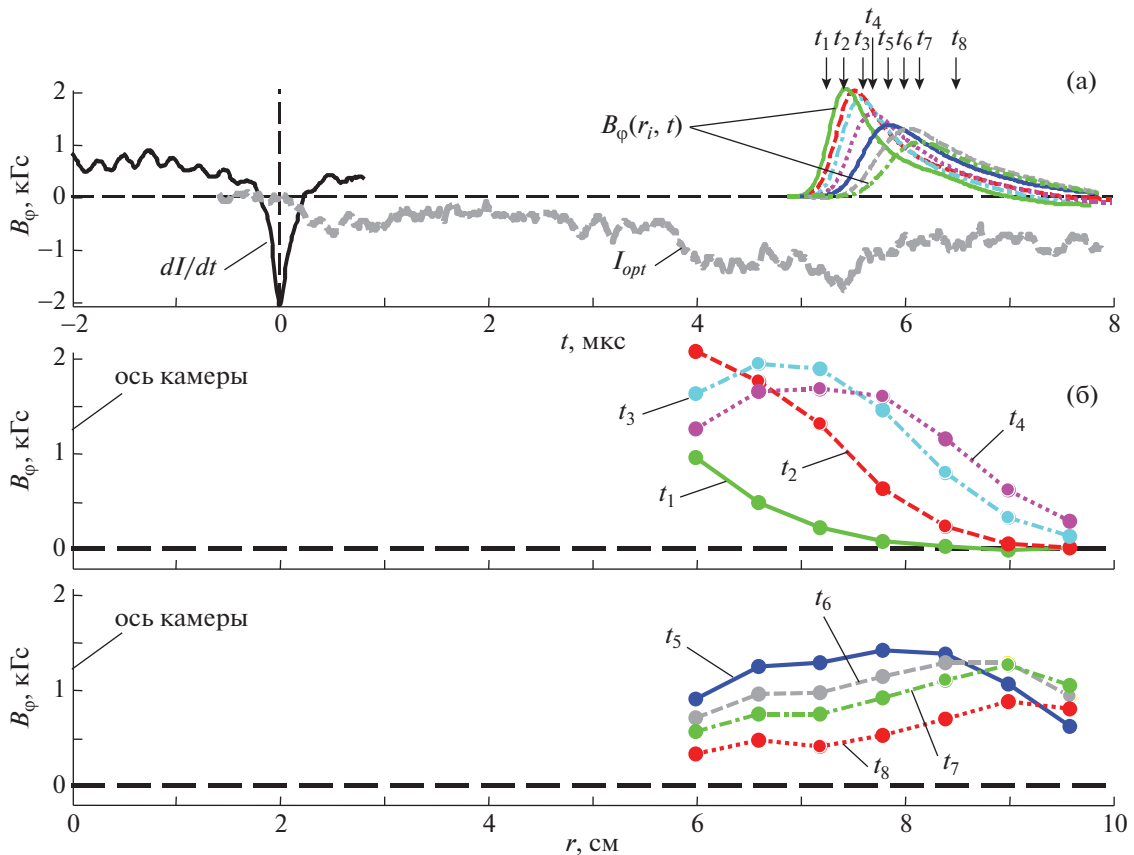 t4
t1 t2 t3 t5 t6 t7 t8
(а)
Bφ, кГс
2
1
0
−1
−2
Bφ(ri, t)
dI/dt
Iopt
−2 0 2 4 6 8
t, мкс
(б)
Bφ, кГс
2
1
0
ось камеры
t3
t4
t2
t1
Bφ, кГс
2
1
0
ось камеры
t6
t5
t8
t7
0 2 4 6 8 10
r, см